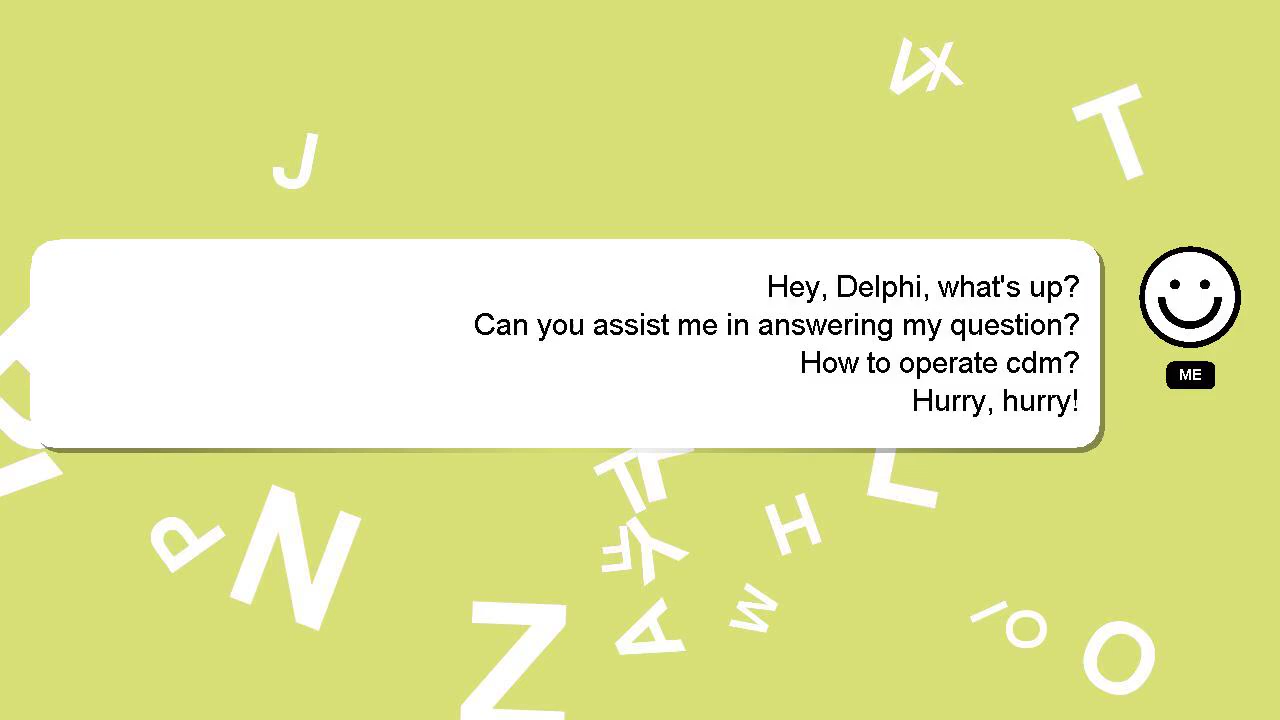 Hey, Delphi, what's up?
Can you assist me in answering my question?
How to operate cdm?
Hurry, hurry!
ME
J
V
X
T
P
N
Z
T
F
Y
A
W
H
L
I
O
O